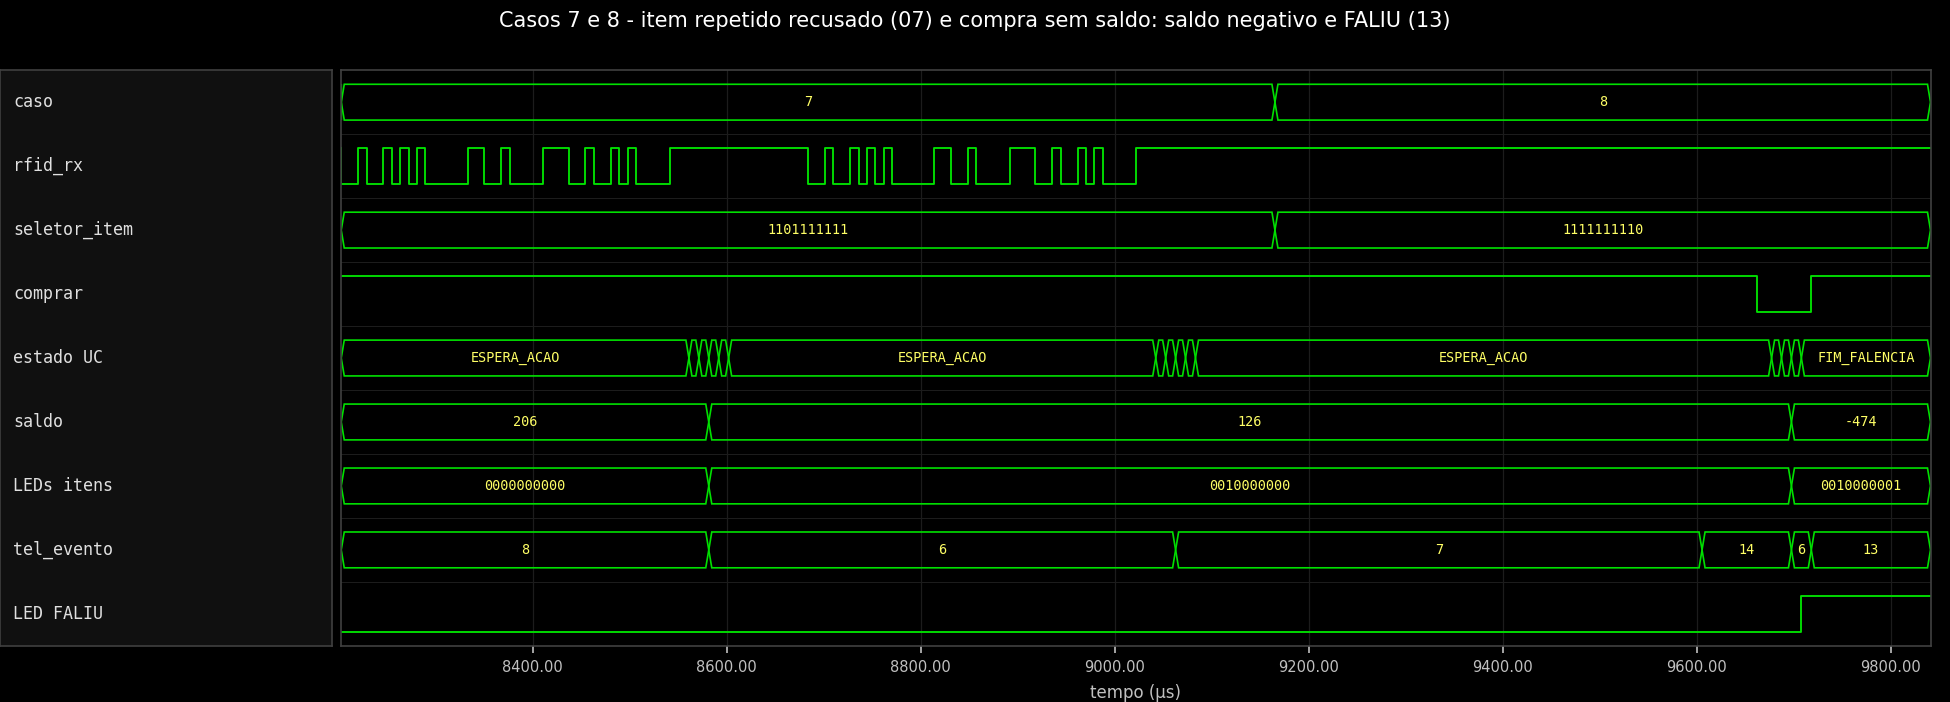 Casos 7 e 8 - item repetido recusado (07) e compra sem saldo: saldo negativo e FALIU (13)
caso 7 8
rfid_rx
seletor_item 1101111111 1111111110
comprar
estado UC ESPERA_ACAO ESPERA_ACAO ESPERA_ACAO FIM_FALENCIA
saldo 206 126 -474
LEDs itens 0000000000 0010000000 0010000001
tel_evento 8 6 7 14 6 13
LED FALIU
8400.00 8600.00 8800.00 9000.00 9200.00 9400.00 9600.00 9800.00
tempo (µs)